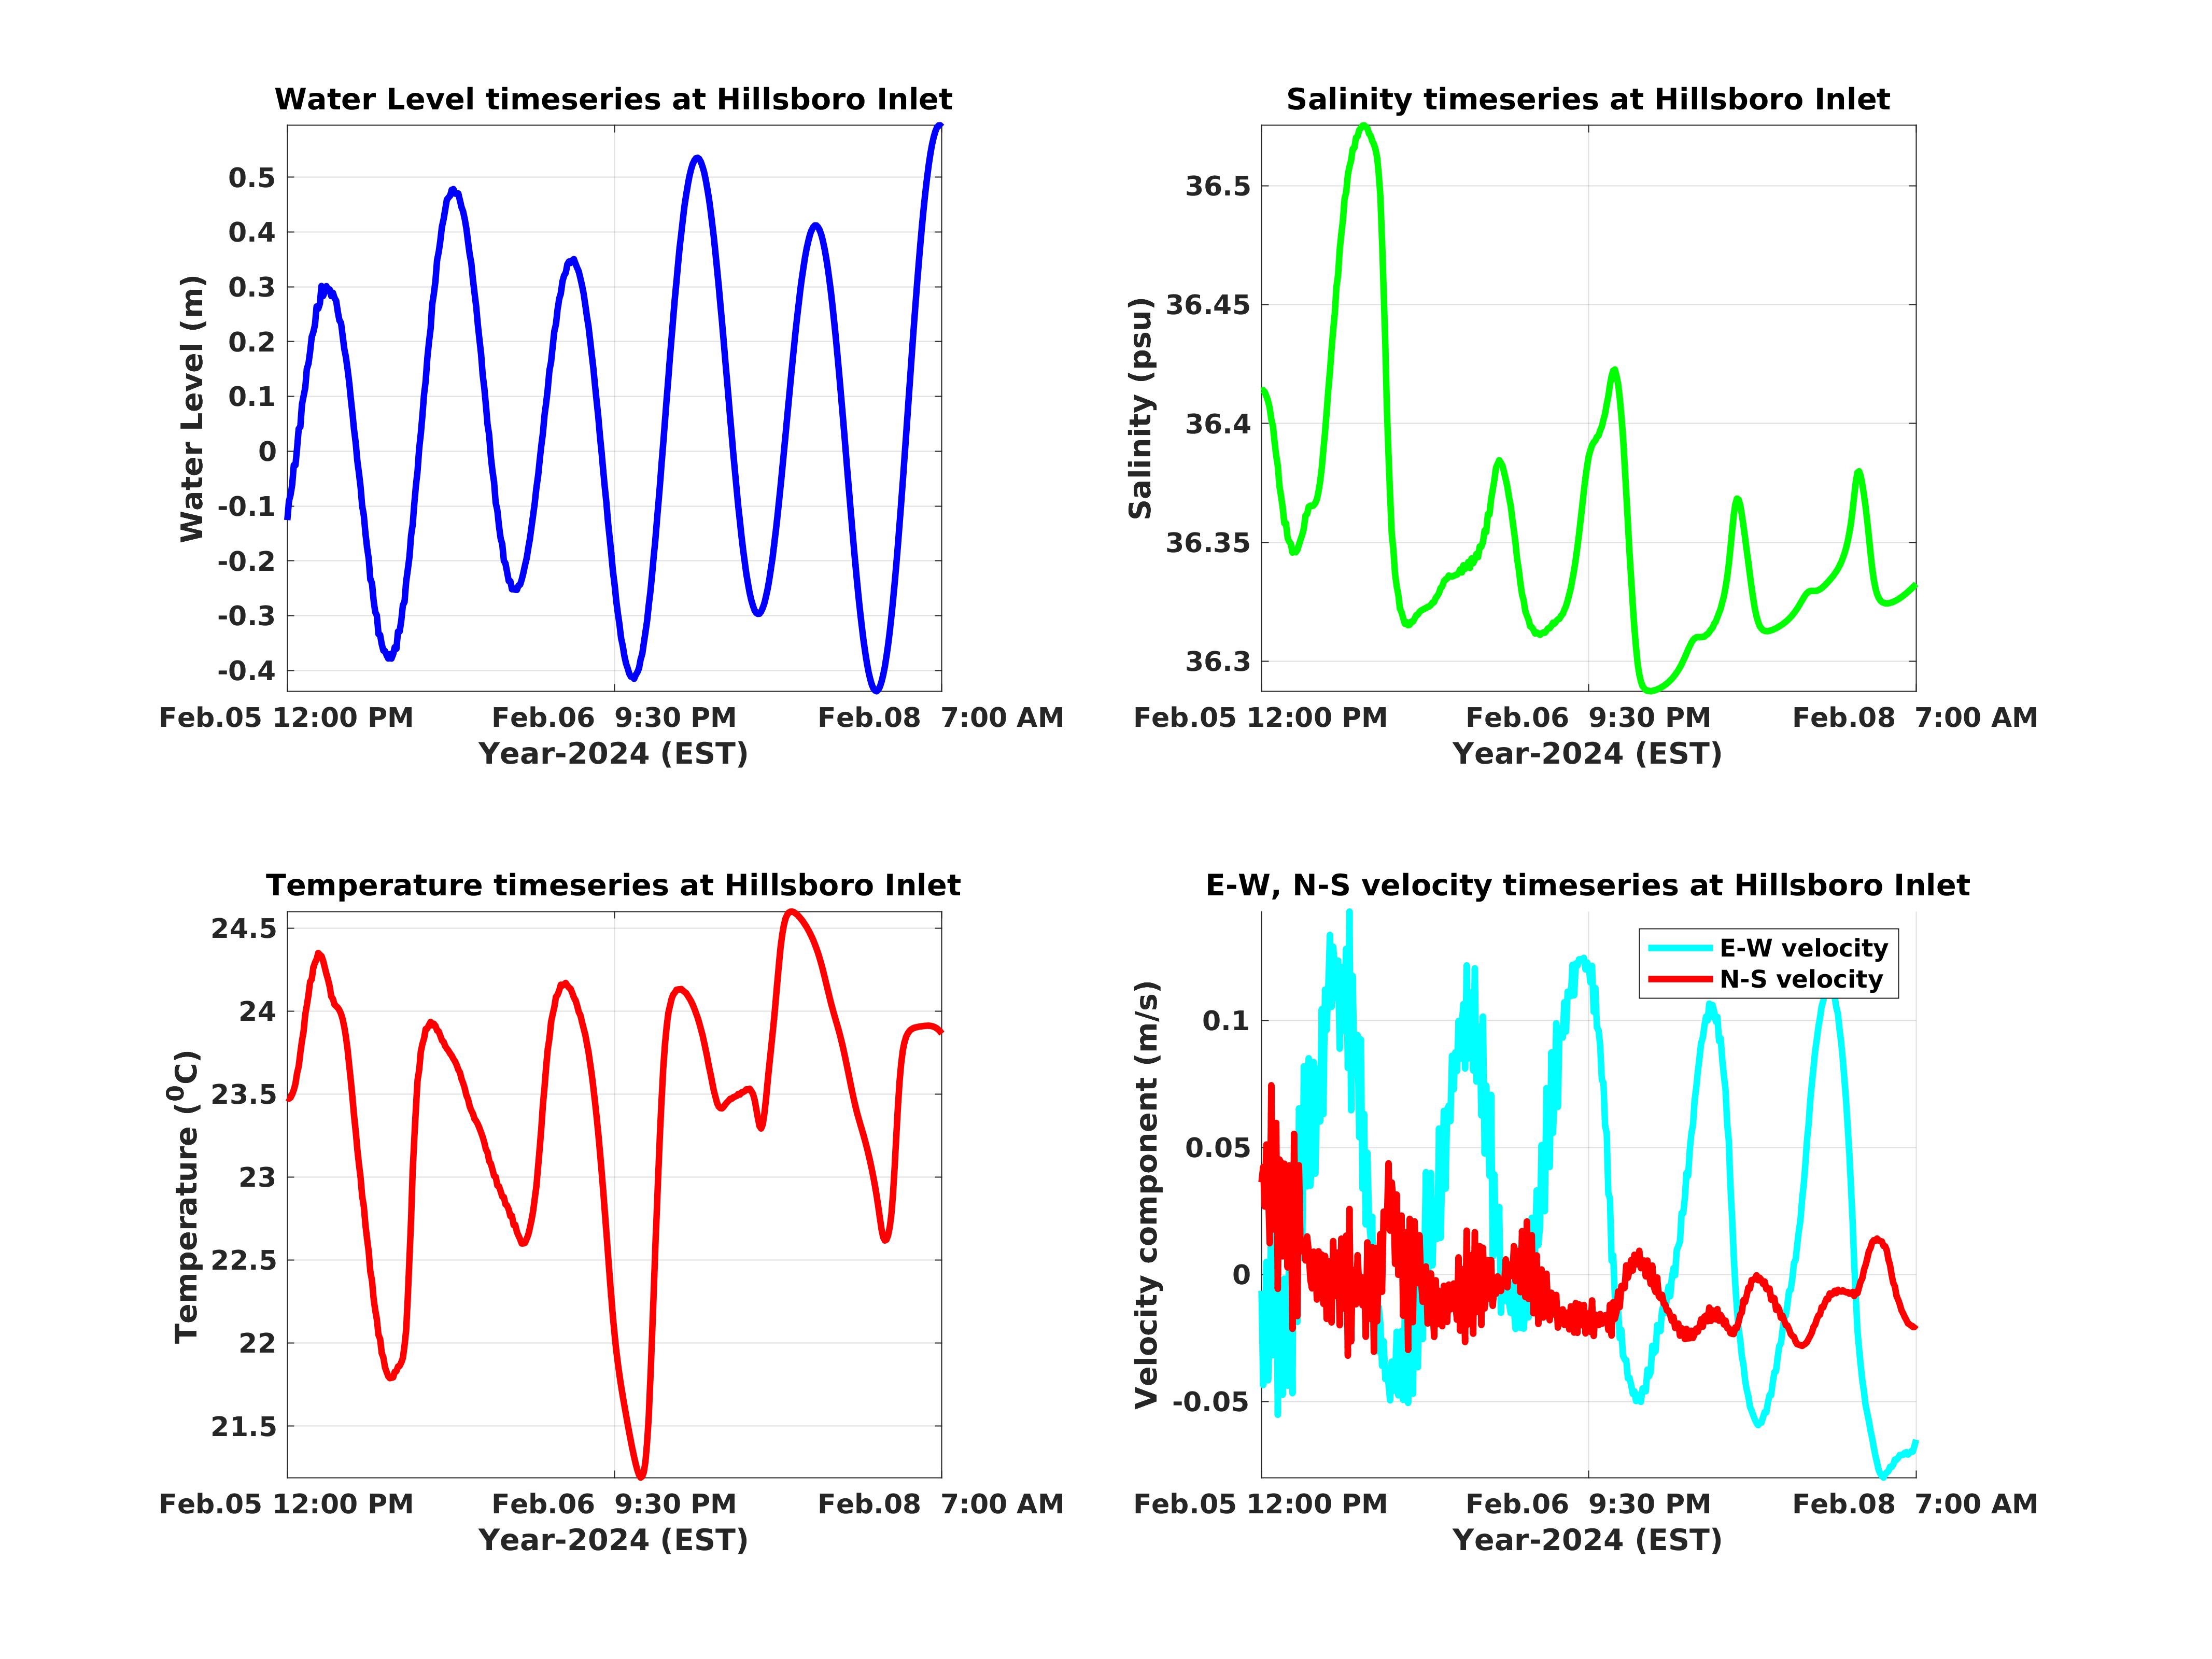 Water Level timeseries at Hillsboro Inlet
Water Level (m)
0.5
0.4
0.3
0.2
0.1
0
-0.1
-0.2
-0.3
-0.4
Feb.05 12:00 PM
Feb.06 9:30 PM
Feb.08 7:00 AM
Year-2024 (EST)
Salinity timeseries at Hillsboro Inlet
Salinity (psu)
36.5
36.45
36.4
36.35
36.3
Feb.05 12:00 PM
Feb.06 9:30 PM
Feb.08 7:00 AM
Year-2024 (EST)
Temperature timeseries at Hillsboro Inlet
Temperature (⁰C)
24.5
24
23.5
23
22.5
22
21.5
Feb.05 12:00 PM
Feb.06 9:30 PM
Feb.08 7:00 AM
Year-2024 (EST)
E-W, N-S velocity timeseries at Hillsboro Inlet
Velocity component (m/s)
E-W velocity
N-S velocity
0.1
0.05
0
-0.05
Feb.05 12:00 PM
Feb.06 9:30 PM
Feb.08 7:00 AM
Year-2024 (EST)